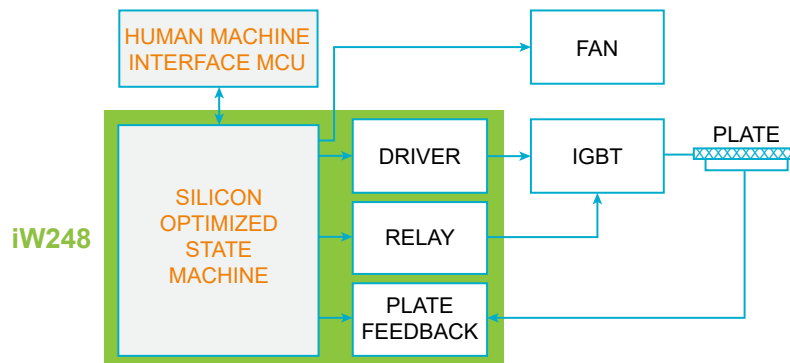 HUMAN MACHINE
INTERFACE MCU
FAN
DRIVER
IGBT
PLATE
iW248
SILICON
OPTIMIZED
STATE
MACHINE
RELAY
PLATE
FEEDBACK